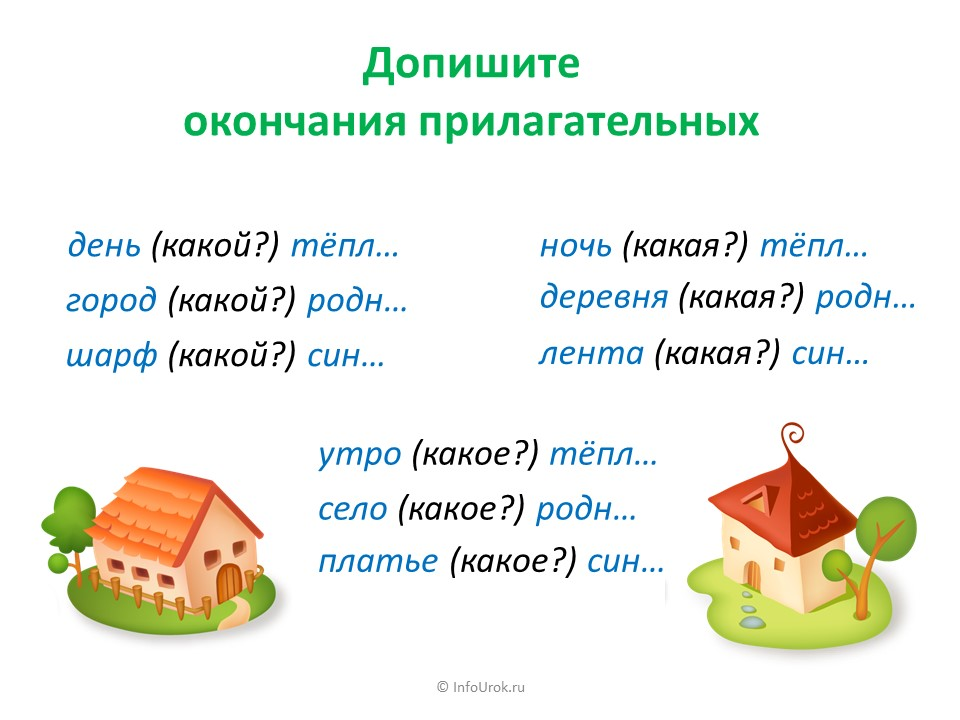 Допишите
окончания прилагательных
день (какой?) тёпл...
город (какой?) родн...
шарф (какой?) син...
ночь (какая?) тёпл...
деревня (какая?) родн...
лента (какая?) син...
утро (какое?) тёпл...
село (какое?) родн...
платье (какое?) син...
© InfoUrok.ru